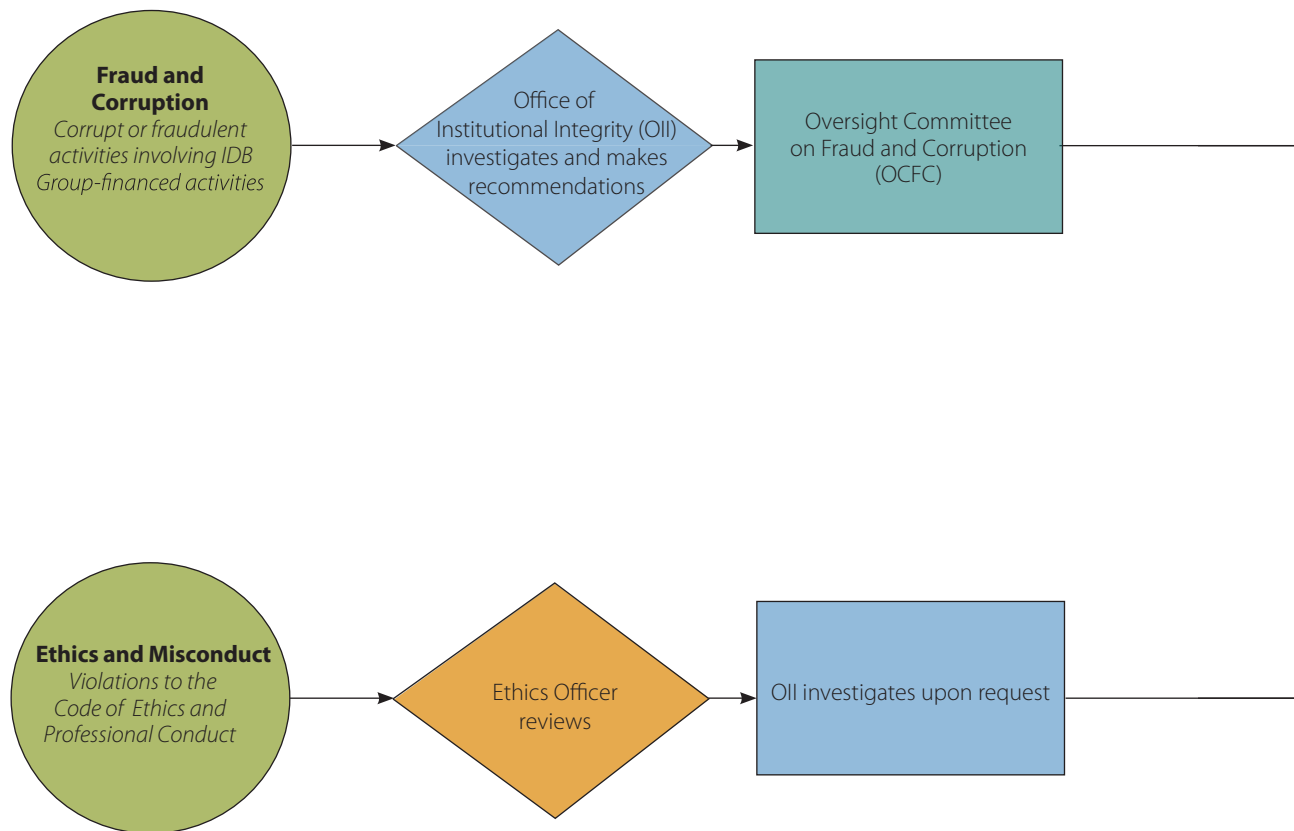 Fraud and
Corruption
Corrupt or fraudulent
activities involving IDB
Group-financed activities
Office of
Institutional Integrity (OII)
investigates and makes
recommendations
Oversight Committee
on Fraud and Corruption
(OCFC)
Ethics and Misconduct
Violations to the
Code of Ethics and
Professional Conduct
Ethics Officer
reviews
OII investigates upon request